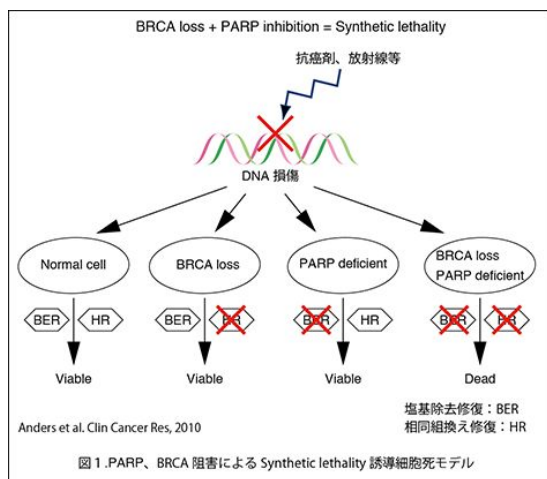 BRCA loss + PARP inhibition = Synthetic lethality
抗癌剤、放射線等
DNA 損傷
Normal cell
BRCA loss
PARP deficient
BRCA loss
PARP deficient
BER HR
BER HR
BER HR
BER HR
Viable
Viable
Viable
Dead
塩基除去修復：BER
Anders et al. Clin Cancer Res, 2010
相同組換え修復：HR
図 1 .PARP、BRCA 阻害による Synthetic lethality 誘導細胞死モデル